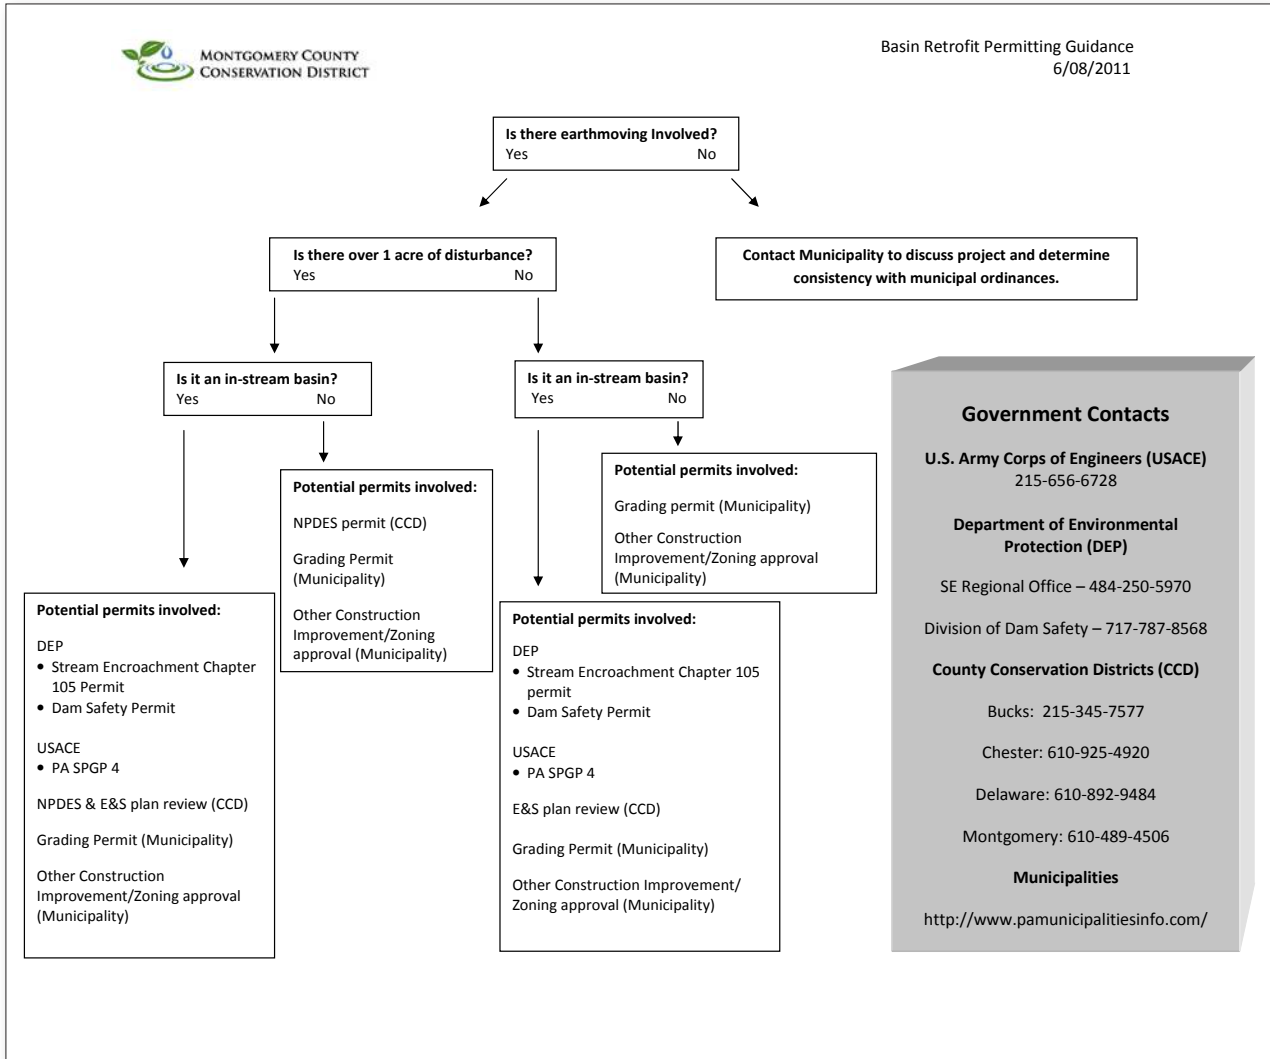 MONTGOMERY COUNTY
CONSERVATION DISTRICT
Basin Retrofit Permitting Guidance
6/08/2011
Is there earthmoving Involved?
Yes No
Is there over 1 acre of disturbance?
Yes No
Contact Municipality to discuss project and determine
consistency with municipal ordinances.
Is it an in-stream basin?
Yes No
Is it an in-stream basin?
Yes No
Potential permits involved:
DEP
• Stream Encroachment Chapter
105 Permit
• Dam Safety Permit
USACE
• PA SPGP 4
NPDES & E&S plan review (CCD)
Grading Permit (Municipality)
Other Construction
Improvement/Zoning approval
(Municipality)
Potential permits involved:
NPDES permit (CCD)
Grading Permit
(Municipality)
Other Construction
Improvement/Zoning
approval (Municipality)
Potential permits involved:
DEP
• Stream Encroachment Chapter 105
permit
• Dam Safety Permit
USACE
• PA SPGP 4
E&S plan review (CCD)
Grading Permit (Municipality)
Other Construction Improvement/
Zoning approval (Municipality)
Potential permits involved:
Grading permit (Municipality)
Other Construction
Improvement/Zoning approval
(Municipality)
Government Contacts
U.S. Army Corps of Engineers (USACE)
215-656-6728
Department of Environmental
Protection (DEP)
SE Regional Office – 484-250-5970
Division of Dam Safety – 717-787-8568
County Conservation Districts (CCD)
Bucks: 215-345-7577
Chester: 610-925-4920
Delaware: 610-892-9484
Montgomery: 610-489-4506
Municipalities
http://www.pamunicipalitiesinfo.com/